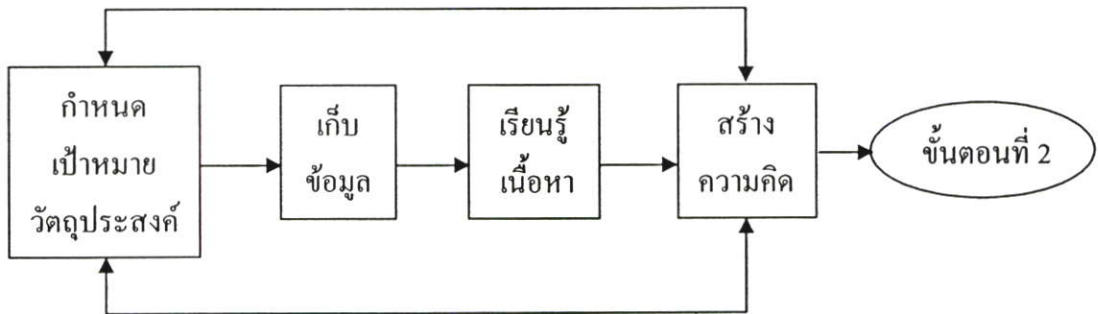 กำหนด
เป้าหมาย
วัตถุประสงค์
เก็บ
ข้อมูล
เรียนรู้
เนื้อหา
สร้าง
ความคิด
ขั้นตอนที่ 2